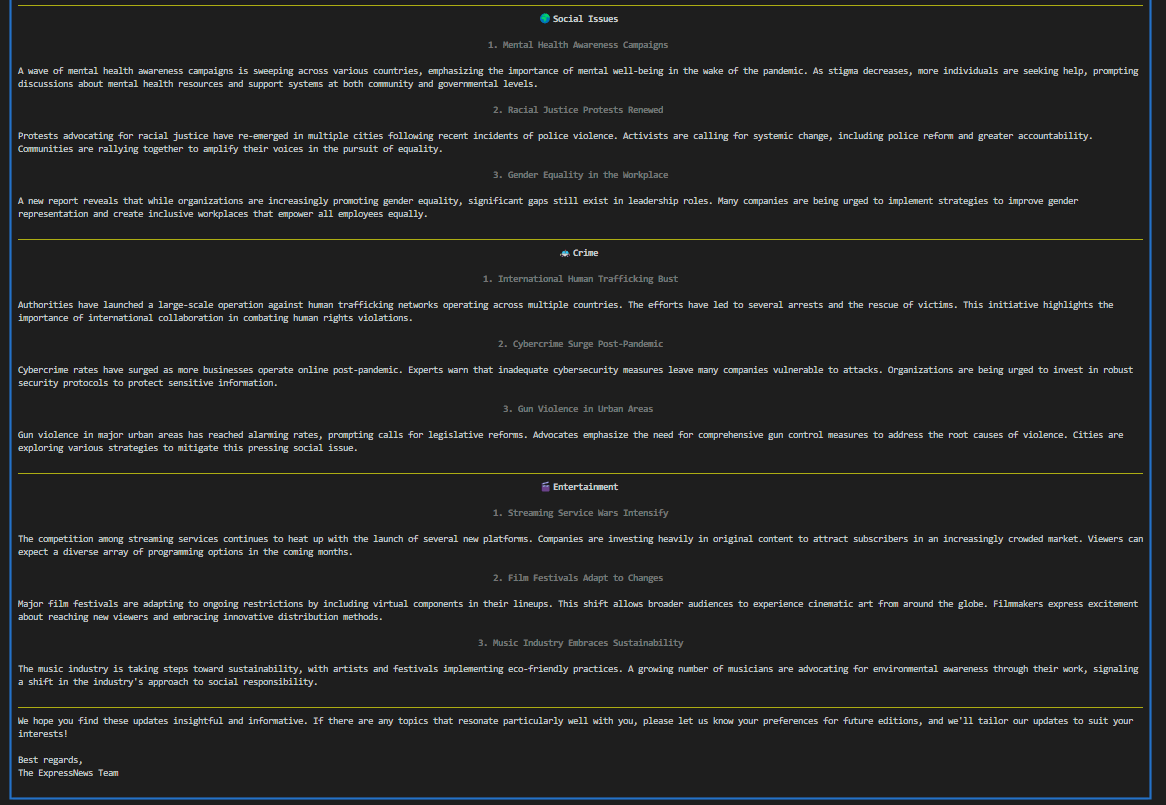 Social Issues
1. Mental Health Awareness Campaigns
A wave of mental health awareness campaigns is sweeping across various countries, emphasizing the importance of mental well-being in the wake of the pandemic. As stigma decreases, more individuals are seeking help, prompting
discussions about mental health resources and support systems at both community and governmental levels.
2. Racial Justice Protests Renewed
Protests advocating for racial justice have re-emerged in multiple cities following recent incidents of police violence. Activists are calling for systemic change, including police reform and greater accountability.
Communities are rallying together to amplify their voices in the pursuit of equality.
3. Gender Equality in the Workplace
A new report reveals that while organizations are increasingly promoting gender equality, significant gaps still exist in leadership roles. Many companies are being urged to implement strategies to improve gender
representation and create inclusive workplaces that empower all employees equally.
Crime
1. International Human Trafficking Bust
Authorities have launched a large-scale operation against human trafficking networks operating across multiple countries. The efforts have led to several arrests and the rescue of victims. This initiative highlights the
importance of international collaboration in combating human rights violations.
2. Cybercrime Surge Post-Pandemic
Cybercrime rates have surged as more businesses operate online post-pandemic. Experts warn that inadequate cybersecurity measures leave many companies vulnerable to attacks. Organizations are being urged to invest in robust
security protocols to protect sensitive information.
3. Gun Violence in Urban Areas
Gun violence in major urban areas has reached alarming rates, prompting calls for legislative reforms. Advocates emphasize the need for comprehensive gun control measures to address the root causes of violence. Cities are
exploring various strategies to mitigate this pressing social issue.
Entertainment
1. Streaming Service Wars Intensify
The competition among streaming services continues to heat up with the launch of several new platforms. Companies are investing heavily in original content to attract subscribers in an increasingly crowded market. Viewers can
expect a diverse array of programming options in the coming months.
2. Film Festivals Adapt to Changes
Major film festivals are adapting to ongoing restrictions by including virtual components in their lineups. This shift allows broader audiences to experience cinematic art from around the globe. Filmmakers express excitement
about reaching new viewers and embracing innovative distribution methods.
3. Music Industry Embraces Sustainability
The music industry is taking steps toward sustainability, with artists and festivals implementing eco-friendly practices. A growing number of musicians are advocating for environmental awareness through their work, signaling
a shift in the industry's approach to social responsibility.
We hope you find these updates insightful and informative. If there are any topics that resonate particularly well with you, please let us know your preferences for future editions, and we'll tailor our updates to suit your
interests!
Best regards,
The ExpressNews Team